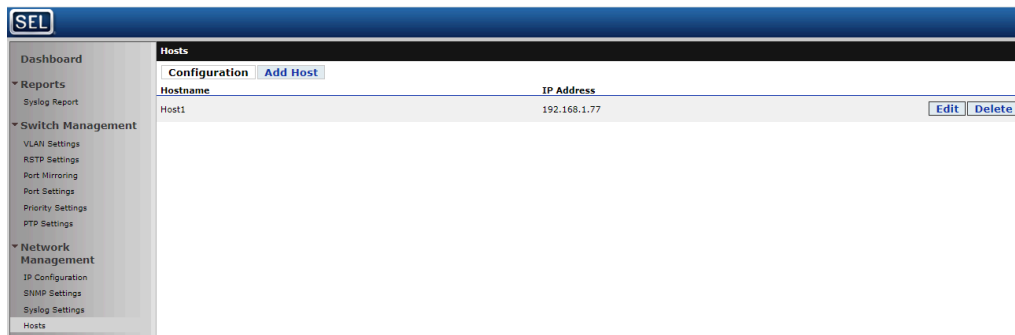 SEL
Dashboard
Reports
Syslog Report
Switch Management
VLAN Settings
RSTP Settings
Port Mirroring
Port Settings
Priority Settings
PTP Settings
Network
Management
IP Configuration
SNMP Settings
Syslog Settings
Hosts
Hosts
Configuration Add Host
Hostname IP Address
Host1 192.168.1.77 Edit Delete